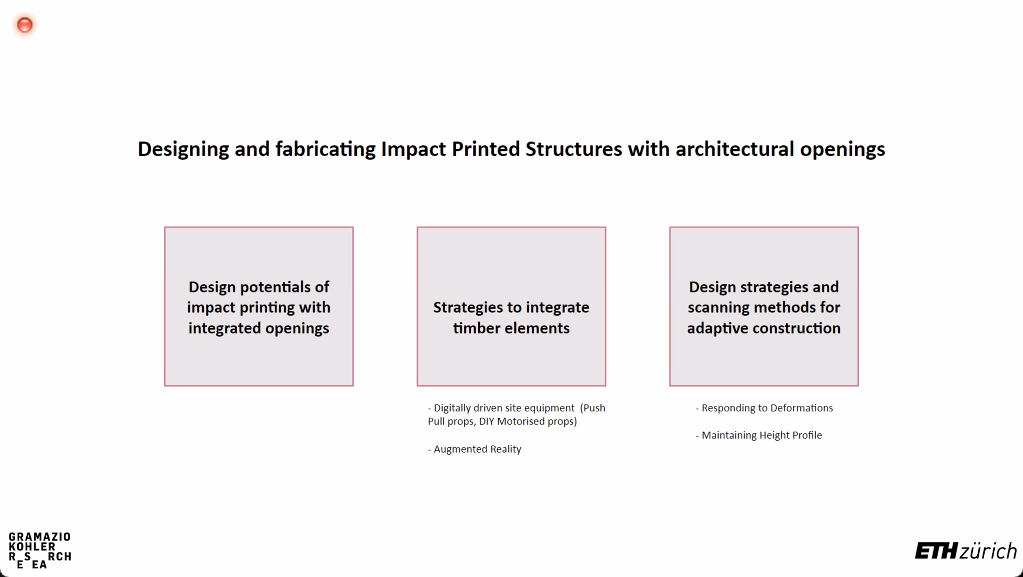 Designing and fabricating Impact Printed Structures with architectural openings
Design potentials of
impact printing with
integrated openings
Strategies to integrate
timber elements
Design strategies and
scanning methods for
adaptive construction
- Digitally driven site equipment  (Push
Pull props, DIY Motorised props)
- Augmented Reality
- Responding to Deformations
- Maintaining Height Profile
GRAMAZIO
KOHLER
RESEARCH
ETH zürich